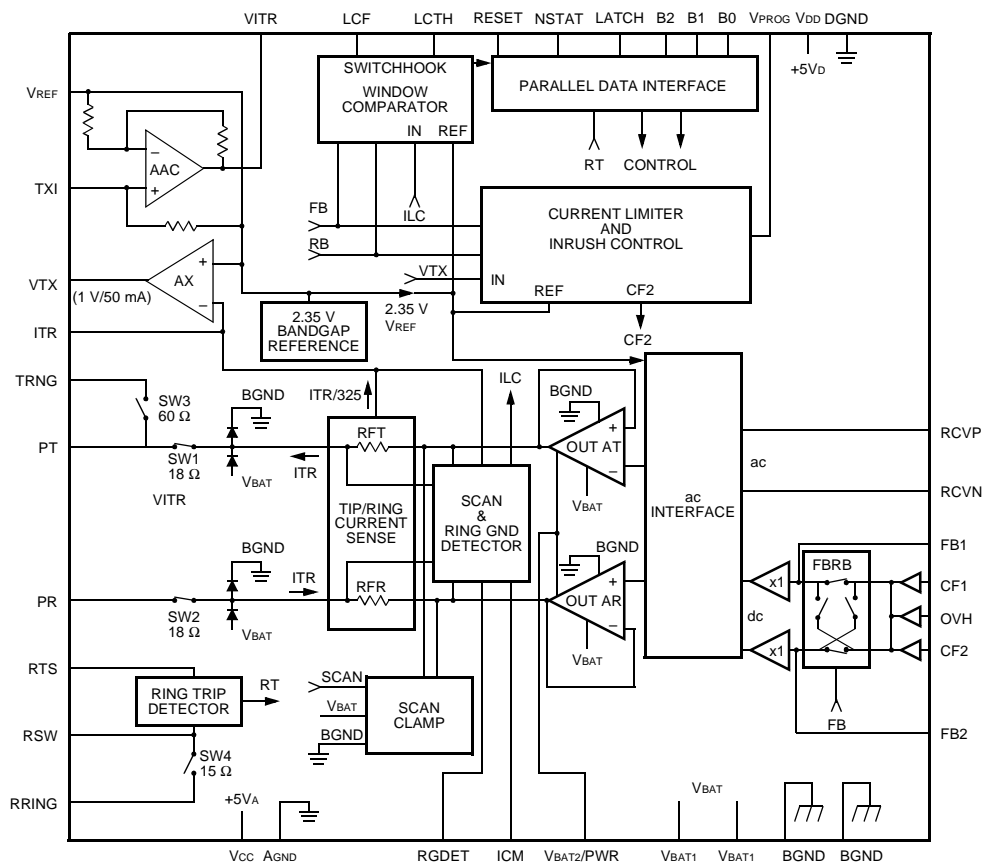 VITR LCF LCTH RESET NSTAT LATCH B2 B1 B0 VPROG VDD DGND
+5VD
SWITCHHOOK
WINDOW
COMPARATOR
IN REF
PARALLEL DATA INTERFACE
RT CONTROL
VREF
AAC
TXI
FB
RB
ILC
CURRENT LIMITER
AND
INRUSH CONTROL
VTX
IN
REF CF2
CF2
AX
VTX
(1 V/50 mA)
ITR
2.35 V
BANDGAP
REFERENCE
2.35 V
VREF
TRNG
SW3
60 Ω
BGND
ITR/325
ILC
BGND
PT
SW1
18 Ω
VBAT
ITR
VITR
RFT
TIP/RING
CURRENT
SENSE
RFR
SCAN
&
RING GND
DETECTOR
OUT AT
VBAT
BGND
OUT AR
VBAT
ac
INTERFACE
ac
dc
RCVP
RCVN
FB1
FBRB
x1
x1
CF1
OVH
CF2
FB
FB2
BGND
ITR
PR
SW2
18 Ω
VBAT
RTS
RING TRIP
DETECTOR
RT
RSW
SW4
15 Ω
RRING
SCAN
VBAT
BGND
SCAN
CLAMP
+5VA
VBAT
VCC AGND RGDET ICM VBAT2/PWR VBAT1 VBAT1 BGND BGND